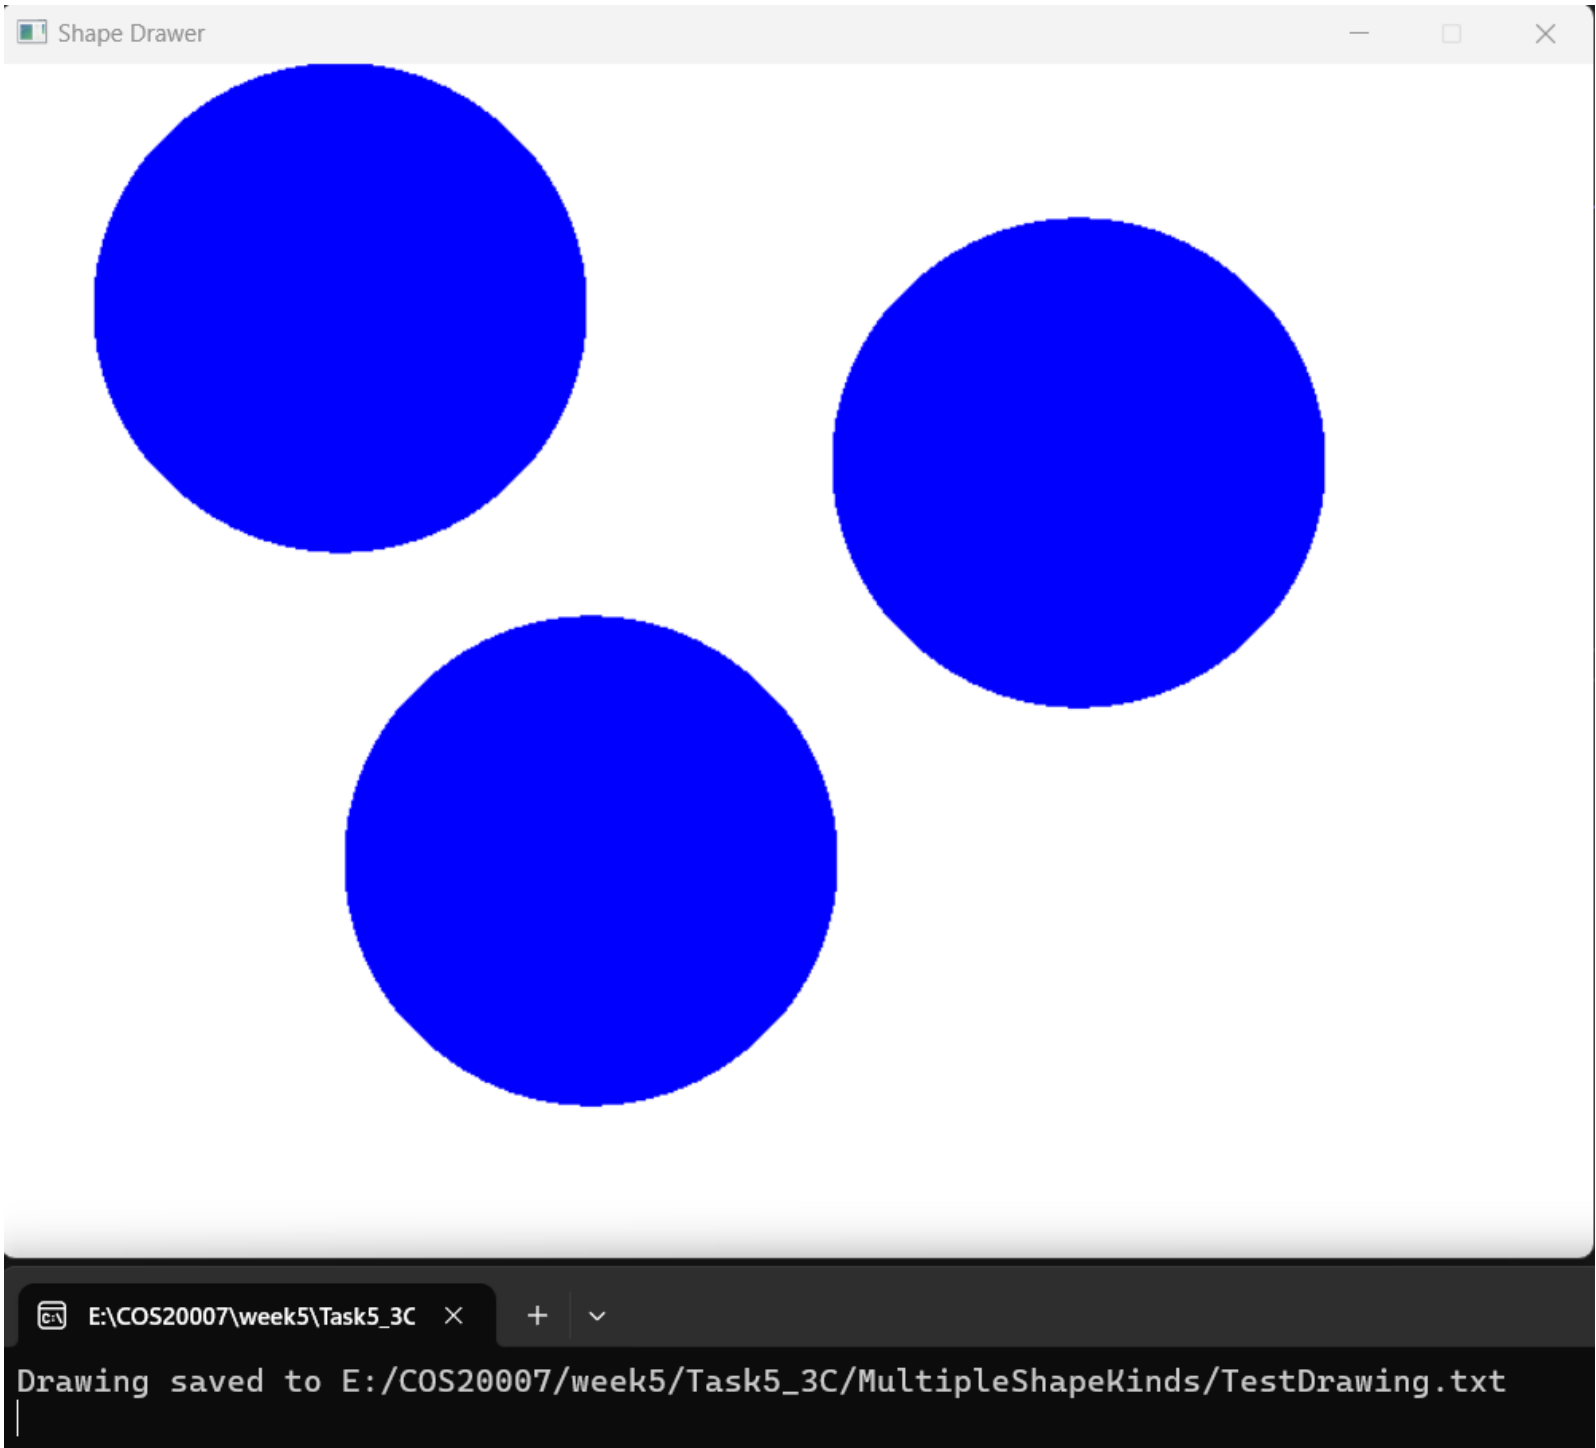 Shape Drawer
E:\COS20007\week5\Task5_3C
Drawing saved to E:/COS20007/week5/Task5_3C/MultipleShapeKinds/TestDrawing.txt